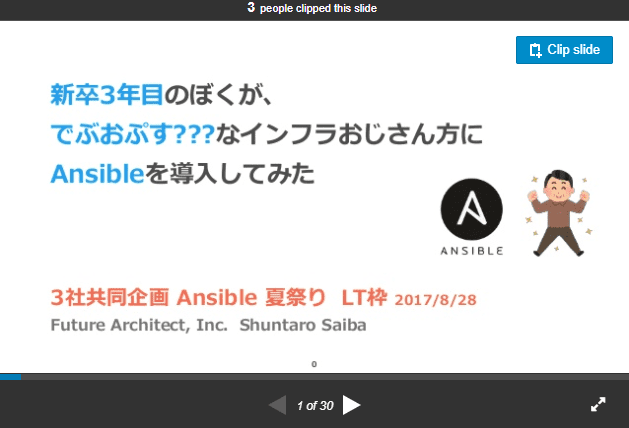 3 people clipped this slide
Clip slide
新卒3年目のぼくが、
でぶおぷす???なインフラおじさん方に
Ansibleを導入してみた
ANSIBLE
3社共同企画 Ansible 夏祭り LT枠 2017/8/28
Future Architect, Inc. Shuntaro Saiba
0
1 of 30